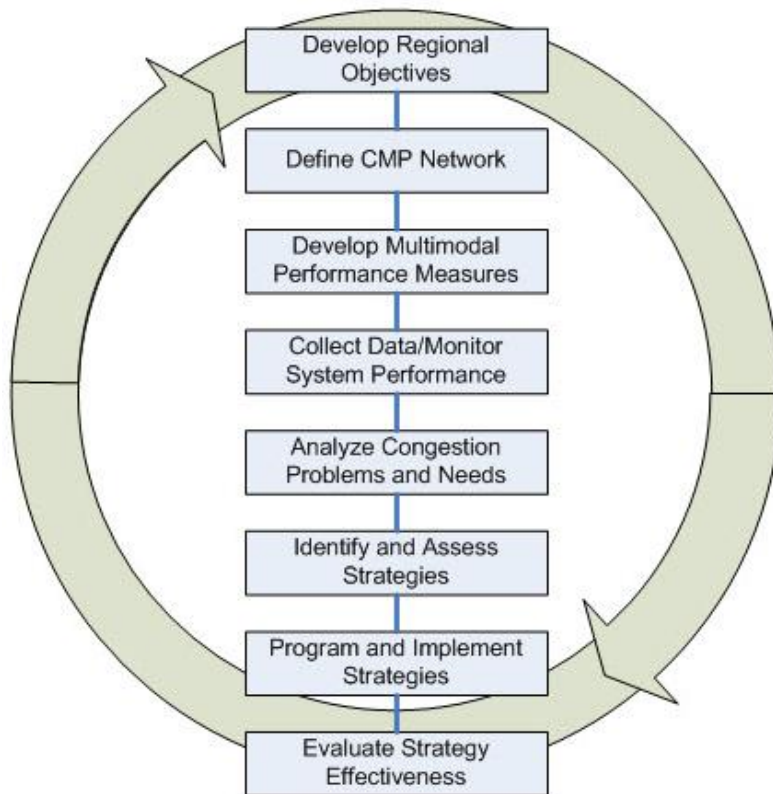 Develop Regional
Objectives
Define CMP Network
Develop Multimodal
Performance Measures
Collect Data/Monitor
System Performance
Analyze Congestion
Problems and Needs
Identify and Assess
Strategies
Program and Implement
Strategies
Evaluate Strategy
Effectiveness